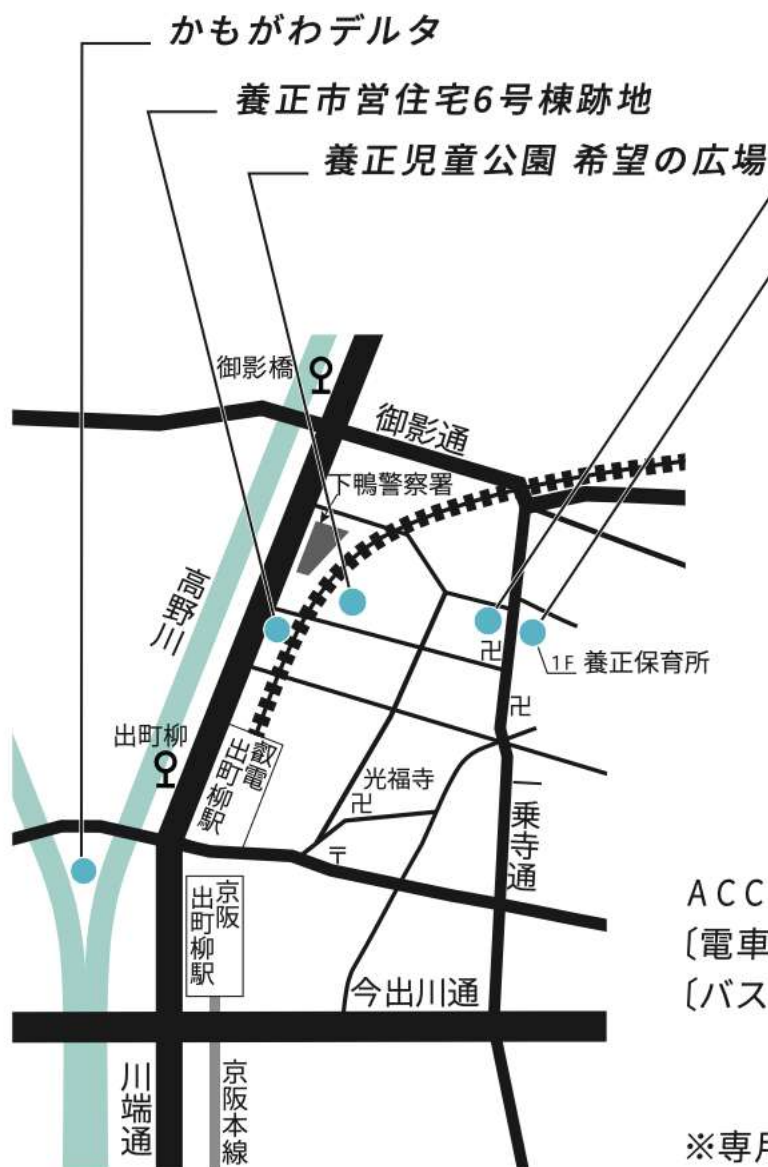 かもがわデルタ
養正市営住宅6号棟跡地
養正児童公園 希望の広場
御影橋
御影通
下鴨警察署
高野川
1F 養正保育所
出町柳
叡電
出町柳駅
光福寺
一乗寺通
京阪
出町柳駅
今出川通
川端通
京阪本線
ACC
〔電車
〔バス
※専用